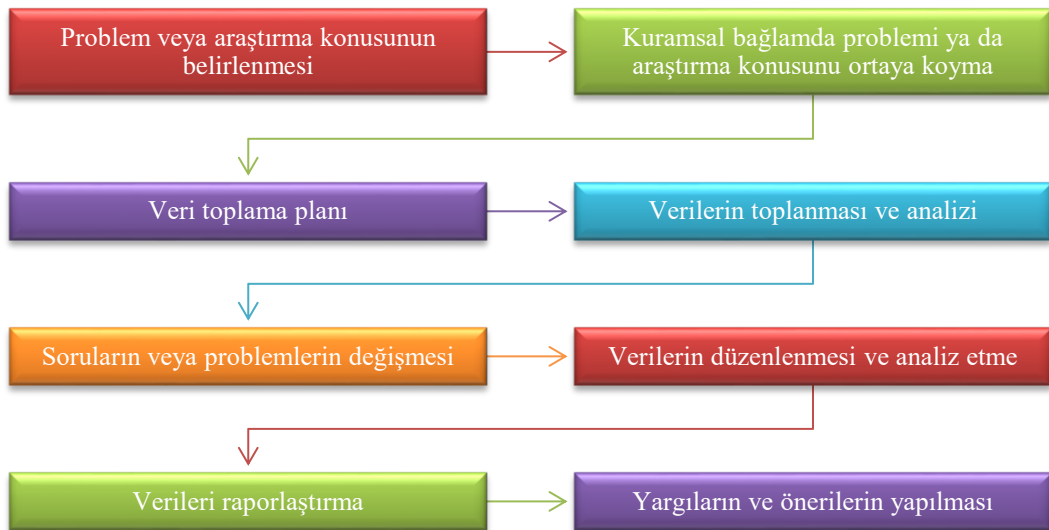 Problem veya araştırma konusunun
belirlenmesi
Kuramsal bağlamda problemi ya da
araştırma konusunu ortaya koyma
Veri toplama planı
Verilerin toplanması ve analizi
Soruların veya problemlerin değişmesi
Verilerin düzenlenmesi ve analiz etme
Verileri raporlaştırma
Yargıların ve önerilerin yapılması